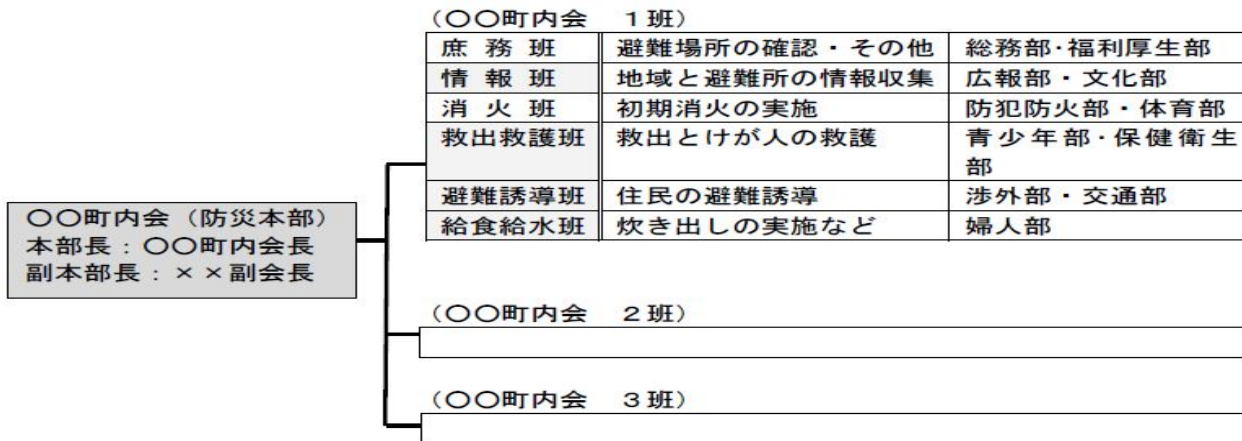 (〇〇町内会　１班)
庶務班 避難場所の確認・その他 総務部・福利厚生部
情報班 地域と避難所の情報収集 広報部・文化部
消火班 初期消火の実施 防犯防火部・体育部
救出救護班 救出とけが人の救護 青少年部・保健衛生
部
避難誘導班 住民の避難誘導 渉外部・交通部
給食給水班 炊き出しの実施など 婦人部
〇〇町内会（防災本部）
本部長：〇〇町内会長
副本部長：××副会長
(〇〇町内会　２班)
(〇〇町内会　３班)